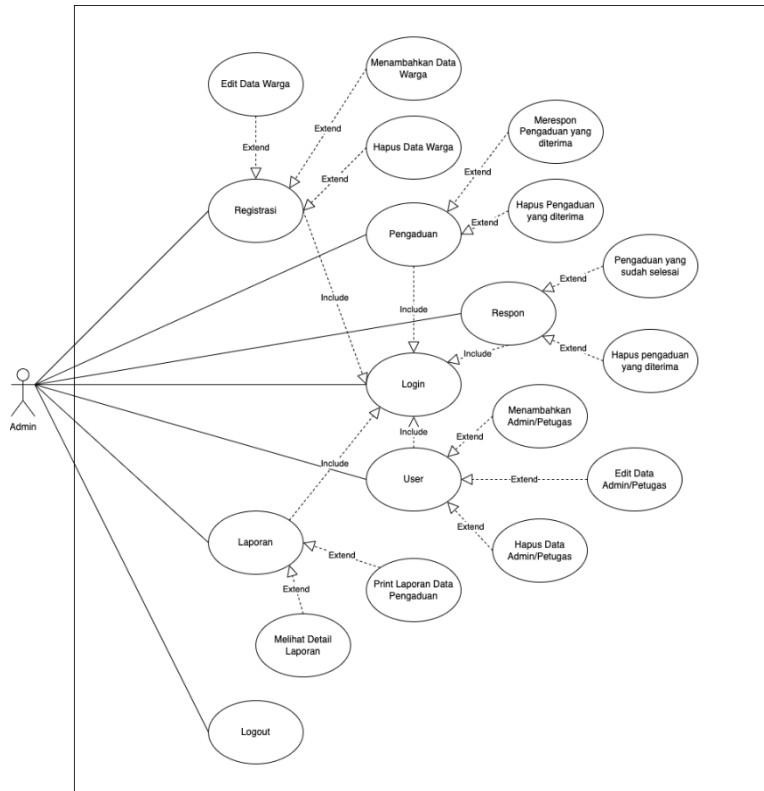 Menambahkan Data
Warga
Edit Data Warga
Extend
Merespon
Pengaduan yang
diterima
Extend
Hapus Data Warga
Extend
Extend
Registrasi
Hapus Pengaduan
yang diterima
Extend
Pengaduan
Pengaduan yang
sudah selesai
Extend
Include
Include
Respon
Extend
Include
Hapus pengaduan
yang diterima
Login
Admin
Menambahkan
Admin/Petugas
Include
Extend
Include
User
Extend
Edit Data
Admin/Petugas
Extend
Laporan
Extend
Hapus Data
Admin/Petugas
Extend
Print Laporan Data
Pengaduan
Melihat Detail
Laporan
Logout